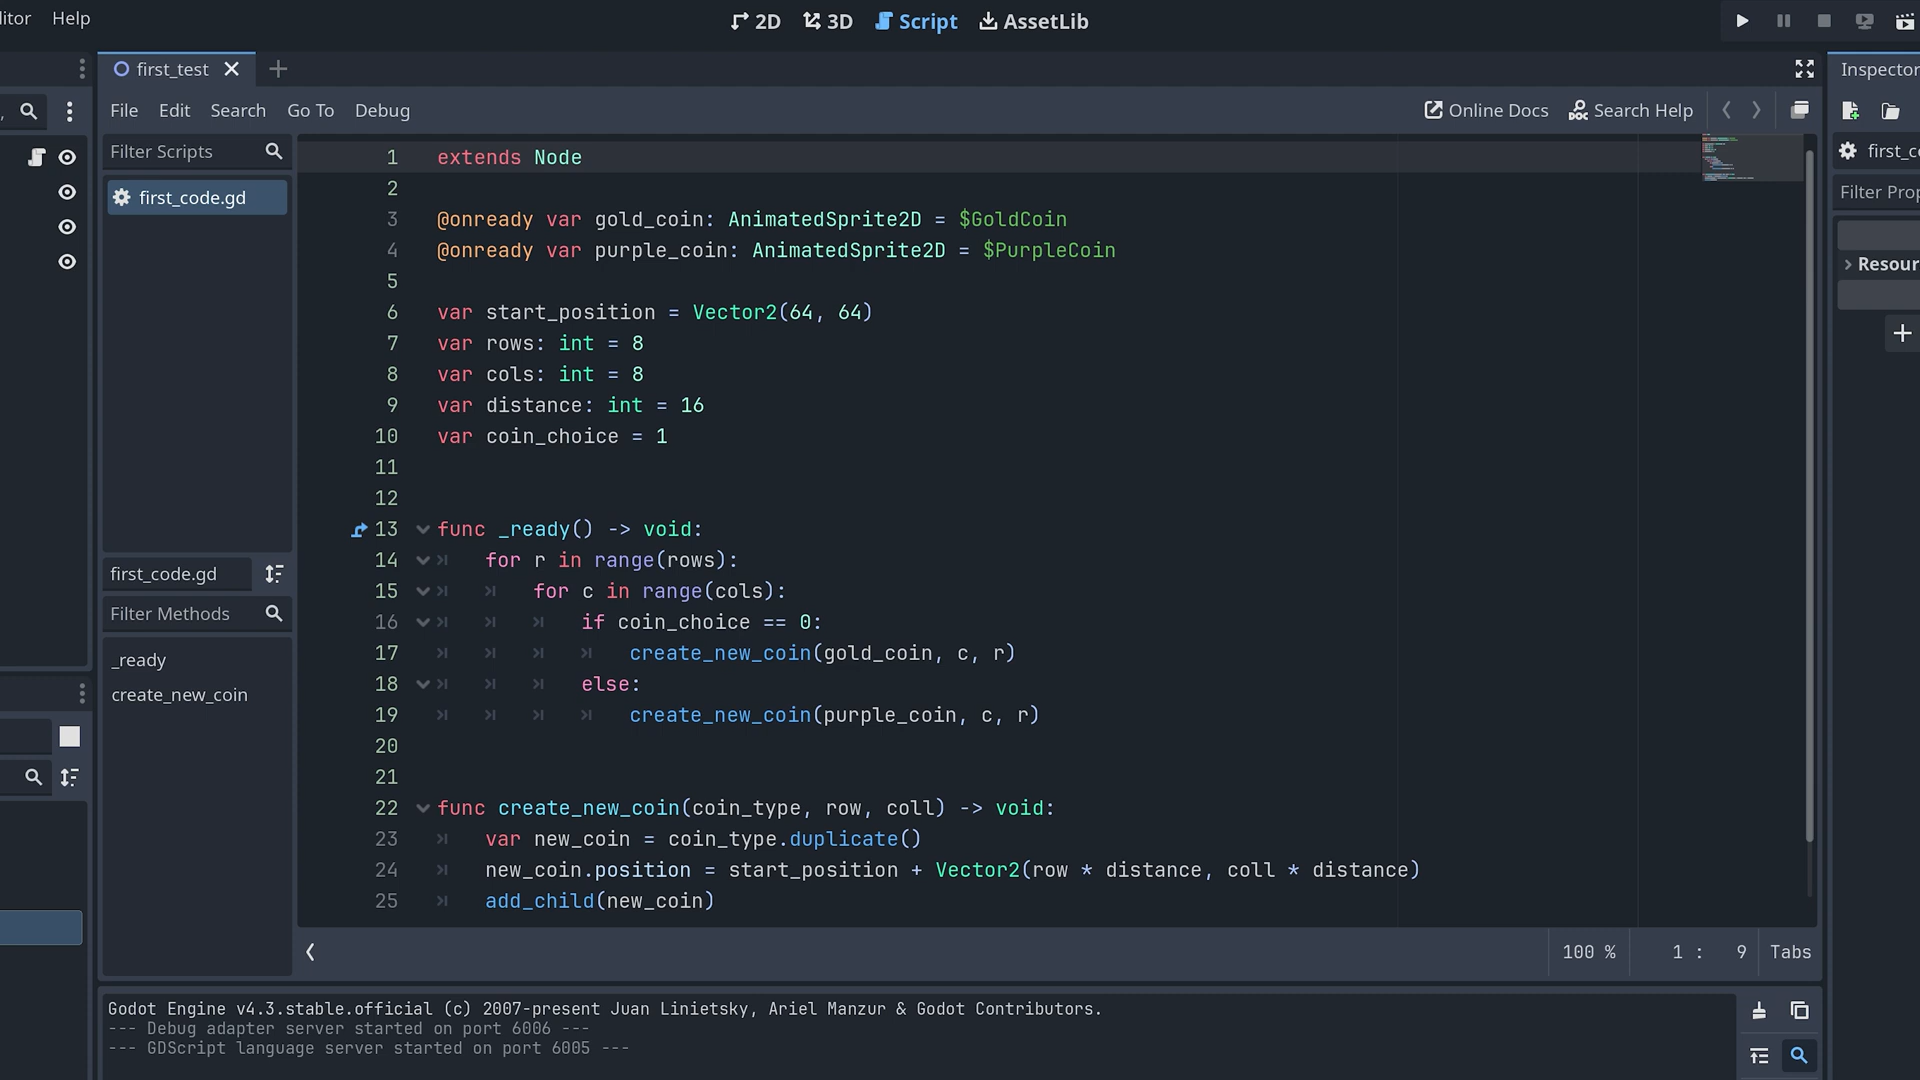 itor Help
2D 3D Script AssetLib
first_test
Inspector
File Edit Search Go To Debug
Online Docs Search Help
Filter Scripts
first_code.gd
first_code.gd
Filter Methods
_ready
create_new_coin
1 extends Node
2
3 @onready var gold_coin: AnimatedSprite2D = $GoldCoin
4 @onready var purple_coin: AnimatedSprite2D = $PurpleCoin
5
6 var start_position = Vector2(64, 64)
7 var rows: int = 8
8 var cols: int = 8
9 var distance: int = 16
10 var coin_choice = 1
11
12
13 func _ready() -> void:
14 for r in range(rows):
15 for c in range(cols):
16 if coin_choice == 0:
17 create_new_coin(gold_coin, c, r)
18 else:
19 create_new_coin(purple_coin, c, r)
20
21
22 func create_new_coin(coin_type, row, coll) -> void:
23 var new_coin = coin_type.duplicate()
24 new_coin.position = start_position + Vector2(row * distance, coll * distance)
25 add_child(new_coin)
100 % 1 : 9 Tabs
first_c
Filter Prop
Resour
Godot Engine v4.3.stable.official (c) 2007-present Juan Linietsky, Ariel Manzur & Godot Contributors.
--- Debug adapter server started on port 6006 ---
--- GDScript language server started on port 6005 ---